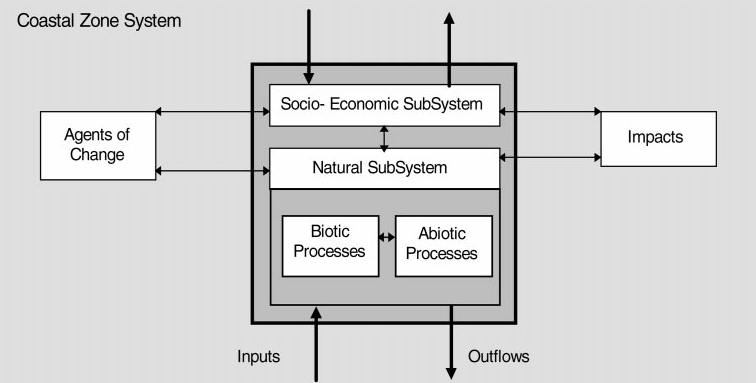 Coastal Zone System
Socio- Economic SubSystem
Agents of
Change
Impacts
Natural SubSystem
Biotic
Processes
Abiotic
Processes
Inputs
Outflows